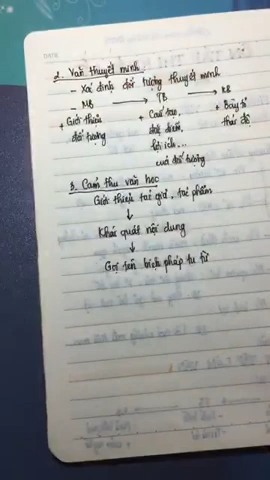 2. Văn thuyết minh
- Xác định đối tượng thuyết minh
- MB → TB → KB
+ Giới thiệu đối tượng
+ Cấu tạo, đặc điểm, lợi ích... của đối tượng
+ Bày tỏ thái độ
3. Cảm thụ văn học
Giới thiệu tác giả, tác phẩm
↓
Khái quát nội dung
↓
Gọi tên biện pháp tu từ